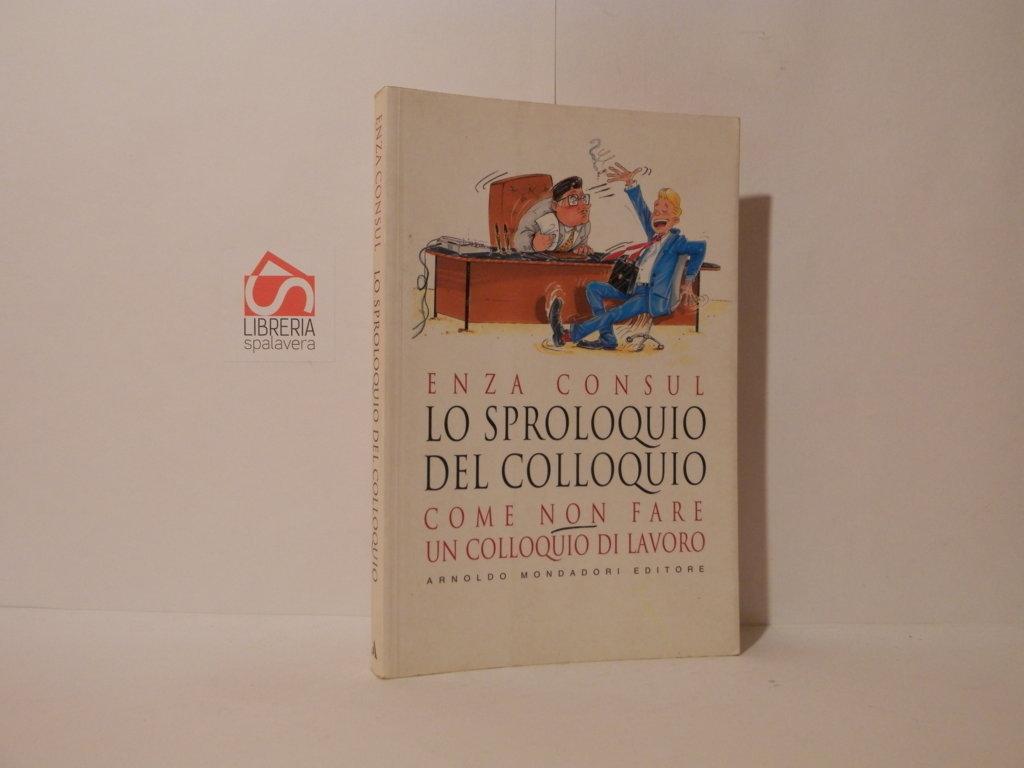 ENZA CONSUL LO SPROLOQUIO DEL COLLOQUIO
LIBRERIA
spalavera
ENZA CONSUL
LO SPROLOQUIO
DEL COLLOQUIO
COME NON FARE
UN COLLOQUIO DI LAVORO
ARNOLDO MONDADORI EDITORE